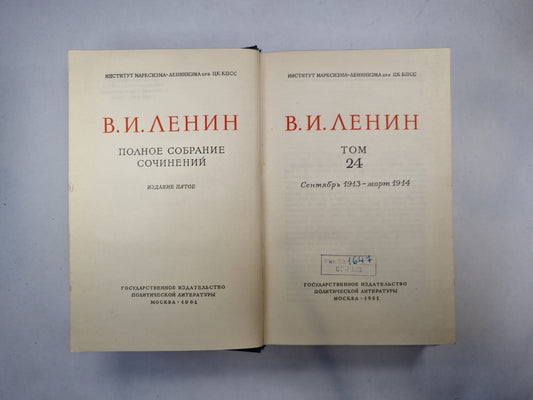 ИНСТИТУТ МАРКСИЗМА-ЛЕНИНИЗМА при ЦК КПСС
В. И. ЛЕНИН
ПОЛНОЕ СОБРАНИЕ
СОЧИНЕНИЙ
ИЗДАНИЕ ПЯТОЕ
ГОСУДАРСТВЕННОЕ ИЗДАТЕЛЬСТВО
ПОЛИТИЧЕСКОЙ ЛИТЕРАТУРЫ
МОСКВА · 1961
ИНСТИТУТ МАРКСИЗМА-ЛЕНИНИЗМА при ЦК КПСС
В. И. ЛЕНИН
ТОМ
24
Сентябрь 1913 – март 1914
1647
ГОСУДАРСТВЕННОЕ ИЗДАТЕЛЬСТВО
ПОЛИТИЧЕСКОЙ ЛИТЕРАТУРЫ
МОСКВА · 1961